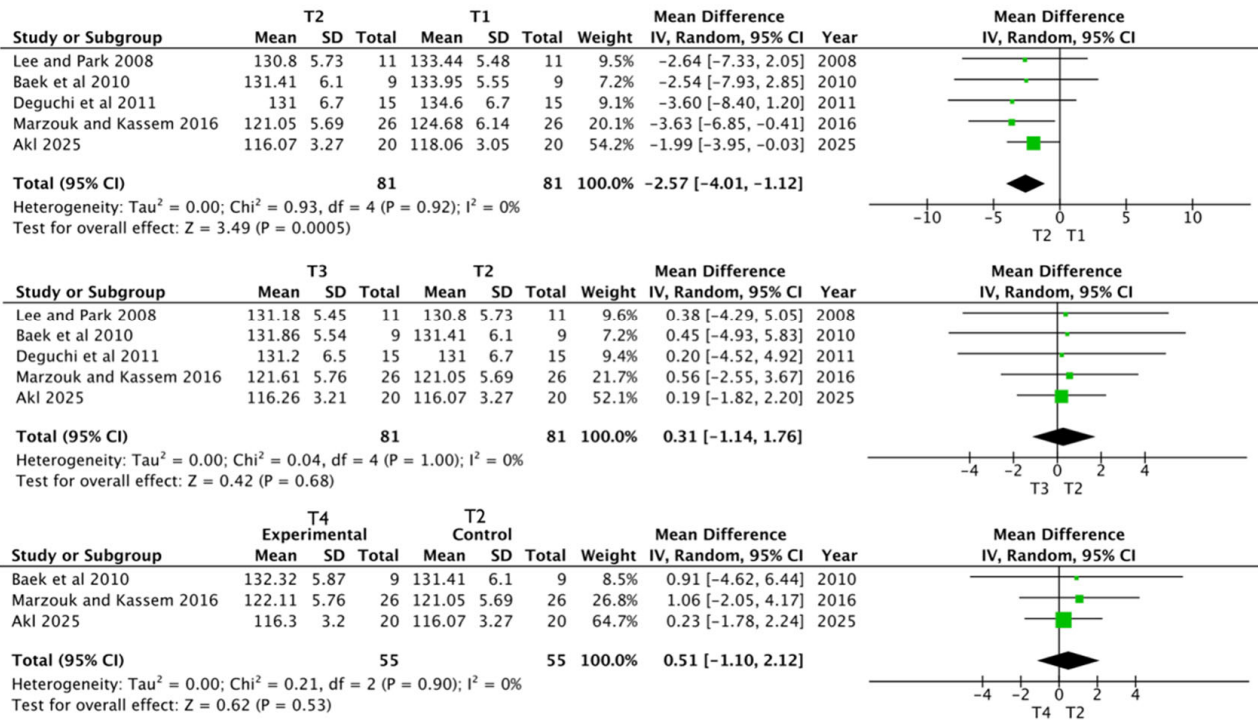 T2 T1 Mean Difference Mean Difference
Study or Subgroup Mean SD Total Mean SD Total Weight IV, Random, 95% CI Year IV, Random, 95% CI
Lee and Park 2008 130.8 5.73 11 133.44 5.48 11 9.5% -2.64 [-7.33, 2.05] 2008
Baek et al 2010 131.41 6.1 9 133.95 5.55 9 7.2% -2.54 [-7.93, 2.85] 2010
Deguchi et al 2011 131 6.7 15 134.6 6.7 15 9.1% -3.60 [-8.40, 1.20] 2011
Marzouk and Kassem 2016 121.05 5.69 26 124.68 6.14 26 20.1% -3.63 [-6.85, -0.41] 2016
Akl 2025 116.07 3.27 20 118.06 3.05 20 54.2% -1.99 [-3.95, -0.03] 2025
Total (95% CI) 81 81 100.0% -2.57 [-4.01, -1.12]
Heterogeneity: Tau² = 0.00; Chi² = 0.93, df = 4 (P = 0.92); I² = 0%
Test for overall effect: Z = 3.49 (P = 0.0005)
-10 -5 0 5 10
T2 T1
T3 T2 Mean Difference Mean Difference
Study or Subgroup Mean SD Total Mean SD Total Weight IV, Random, 95% CI Year IV, Random, 95% CI
Lee and Park 2008 131.18 5.45 11 130.8 5.73 11 9.6% 0.38 [-4.29, 5.05] 2008
Baek et al 2010 131.86 5.54 9 131.41 6.1 9 7.2% 0.45 [-4.93, 5.83] 2010
Deguchi et al 2011 131.2 6.5 15 131 6.7 15 9.4% 0.20 [-4.52, 4.92] 2011
Marzouk and Kassem 2016 121.61 5.76 26 121.05 5.69 26 21.7% 0.56 [-2.55, 3.67] 2016
Akl 2025 116.26 3.21 20 116.07 3.27 20 52.1% 0.19 [-1.82, 2.20] 2025
Total (95% CI) 81 81 100.0% 0.31 [-1.14, 1.76]
Heterogeneity: Tau² = 0.00; Chi² = 0.04, df = 4 (P = 1.00); I² = 0%
Test for overall effect: Z = 0.42 (P = 0.68)
-4 -2 0 2 4
T3 T2
T4 T2
Experimental Control Mean Difference Mean Difference
Study or Subgroup Mean SD Total Mean SD Total Weight IV, Random, 95% CI Year IV, Random, 95% CI
Baek et al 2010 132.32 5.87 9 131.41 6.1 9 8.5% 0.91 [-4.62, 6.44] 2010
Marzouk and Kassem 2016 122.11 5.76 26 121.05 5.69 26 26.8% 1.06 [-2.05, 4.17] 2016
Akl 2025 116.3 3.2 20 116.07 3.27 20 64.7% 0.23 [-1.78, 2.24] 2025
Total (95% CI) 55 55 100.0% 0.51 [-1.10, 2.12]
Heterogeneity: Tau² = 0.00; Chi² = 0.21, df = 2 (P = 0.90); I² = 0%
Test for overall effect: Z = 0.62 (P = 0.53)
-4 -2 0 2 4
T4 T2